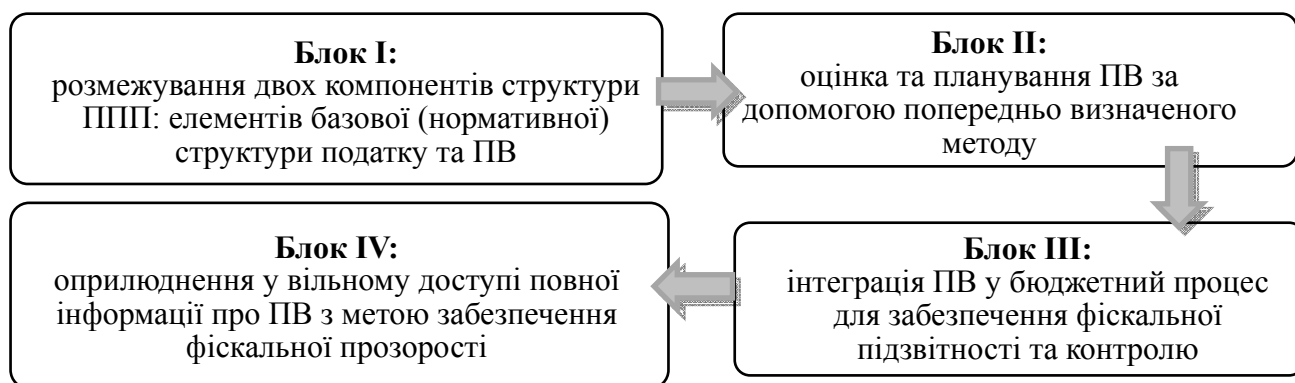 Блок І:
розмежування двох компонентів структури
ППП: елементів базової (нормативної)
структури податку та ПВ
Блок ІІ:
оцінка та планування ПВ за
допомогою попередньо визначеного
методу
Блок ІІІ:
інтеграція ПВ у бюджетний процес
для забезпечення фіскальної
підзвітності та контролю
Блок IV:
оприлюднення у вільному доступі повної
інформації про ПВ з метою забезпечення
фіскальної прозорості